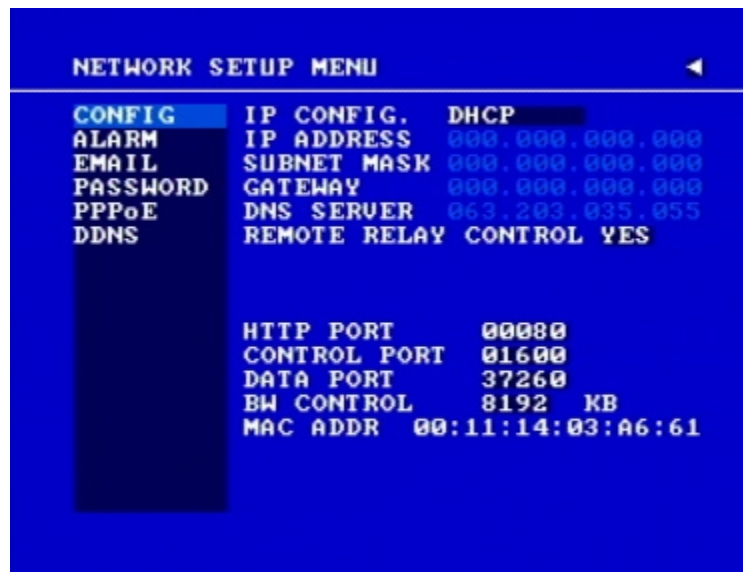 NETWORK SETUP MENU
CONFIG IP CONFIG. DHCP
ALARM IP ADDRESS 000.000.000.000
EMAIL SUBNET MASK 000.000.000.000
PASSWORD GATEWAY 000.000.000.000
PPPoE DNS SERVER 063.203.035.055
DDNS REMOTE RELAY CONTROL YES
HTTP PORT 00080
CONTROL PORT 01600
DATA PORT 37260
BW CONTROL 8192 KB
MAC ADDR 00:11:14:03:A6:61